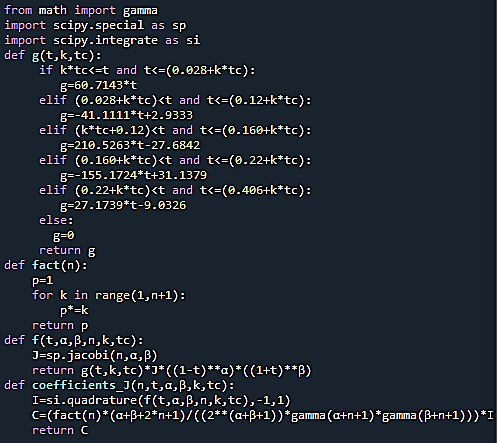 from math import gamma
import scipy.special as sp
import scipy.integrate as si
def g(t,k,tc):
    if k*tc<=t and t<=(0.028+k*tc):
        g=60.7143*t
    elif (0.028+k*tc)<t and t<=(0.12+k*tc):
        g=-41.1111*t+2.9333
    elif (k*tc+0.12)<t and t<=(0.160+k*tc):
        g=210.5263*t-27.6842
    elif (0.160+k*tc)<t and t<=(0.22+k*tc):
        g=-155.1724*t+31.1379
    elif (0.22+k*tc)<t and t<=(0.406+k*tc):
        g=27.1739*t-9.0326
    else:
       g=0
    return g
def fact(n):
    p=1
    for k in range(1,n+1):
        p*=k
    return p
def f(t,α,β,n,k,tc):
    J=sp.jacobi(n,α,β)
    return g(t,k,tc)*J*((1-t)**α)*((1+t)**β)
def coefficients_J(n,t,α,β,k,tc):
    I=si.quadrature(f(t,α,β,n,k,tc),-1,1)
    C=(fact(n)*(α+β+2*n+1)/((2**(α+β+1))*gamma(α+n+1)*gamma(β+n+1)))*I
    return C